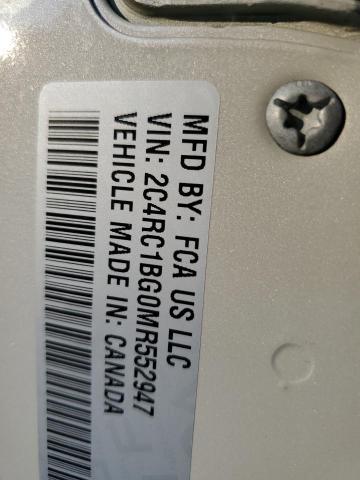 MFD BY: FCA US LLC
VIN: 2C4RC1BG0MR552947
VEHICLE MADE IN: CANADA